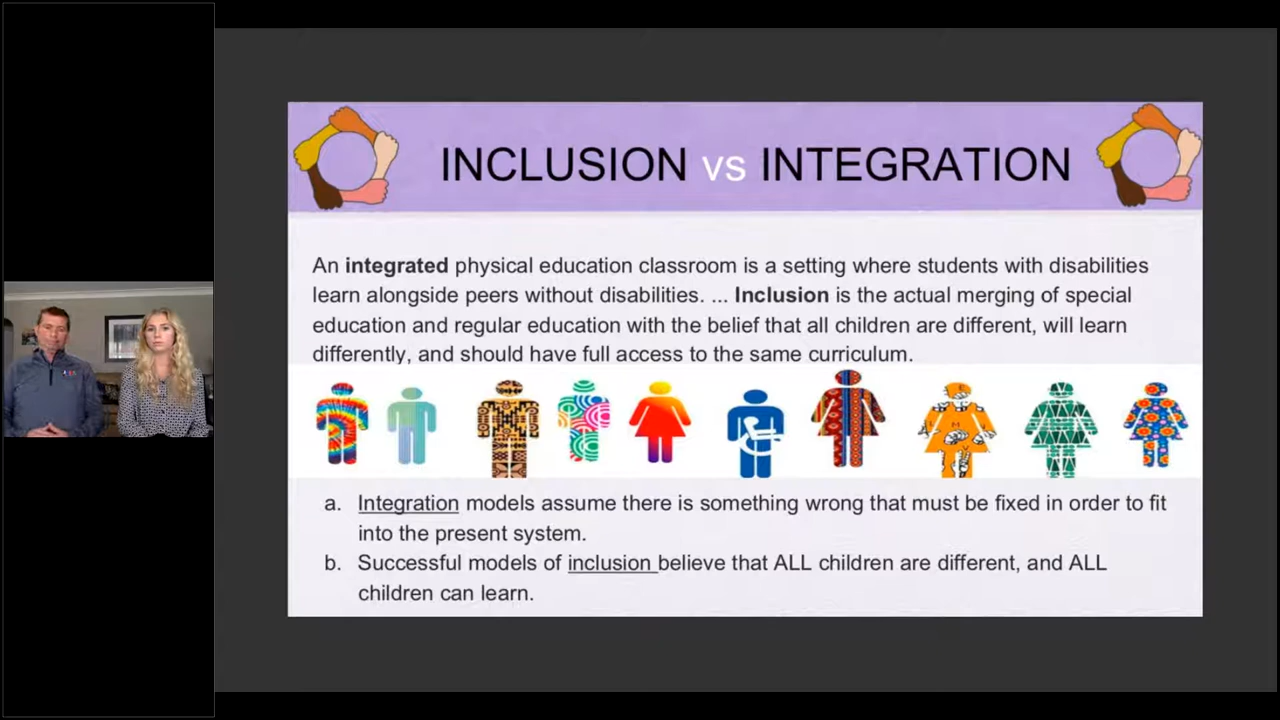 INCLUSION vs INTEGRATION
An integrated physical education classroom is a setting where students with disabilities
learn alongside peers without disabilities. ... Inclusion is the actual merging of special
education and regular education with the belief that all children are different, will learn
differently, and should have full access to the same curriculum.
a. Integration models assume there is something wrong that must be fixed in order to fit
into the present system.
b. Successful models of inclusion believe that ALL children are different, and ALL
children can learn.